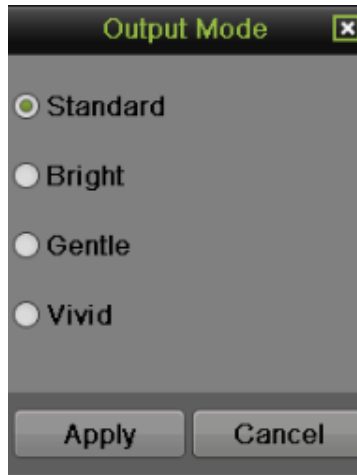 Output Mode
Standard
Bright
Gentle
Vivid
Apply Cancel